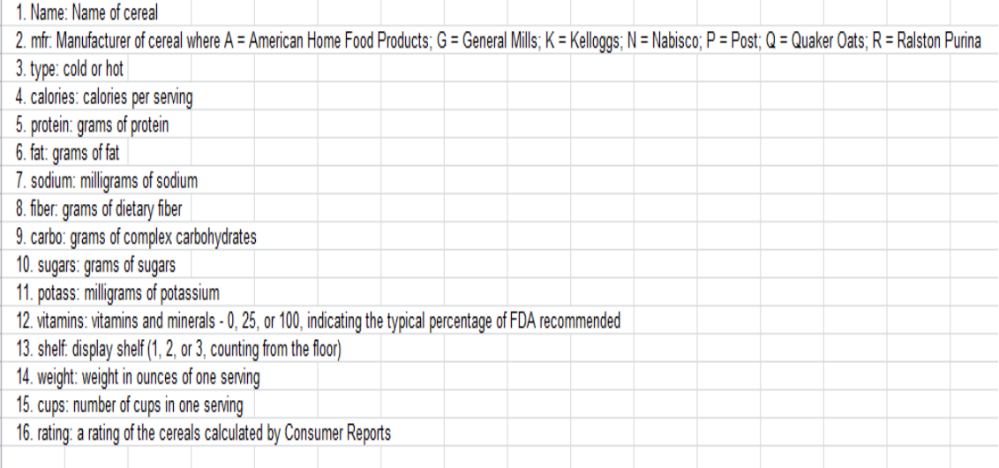 1. Name: Name of cereal
2. mfr: Manufacturer of cereal where A = American Home Food Products; G = General Mills; K = Kelloggs; N = Nabisco; P = Post; Q = Quaker Oats; R = Ralston Purina
3. type: cold or hot
4. calories: calories per serving
5. protein: grams of protein
6. fat: grams of fat
7. sodium: milligrams of sodium
8. fiber: grams of dietary fiber
9. carbo: grams of complex carbohydrates
10. sugars: grams of sugars
11. potass: milligrams of potassium
12. vitamins: vitamins and minerals - 0, 25, or 100, indicating the typical percentage of FDA recommended
13. shelf: display shelf (1, 2, or 3, counting from the floor)
14. weight: weight in ounces of one serving
15. cups: number of cups in one serving
16. rating: a rating of the cereals calculated by Consumer Reports